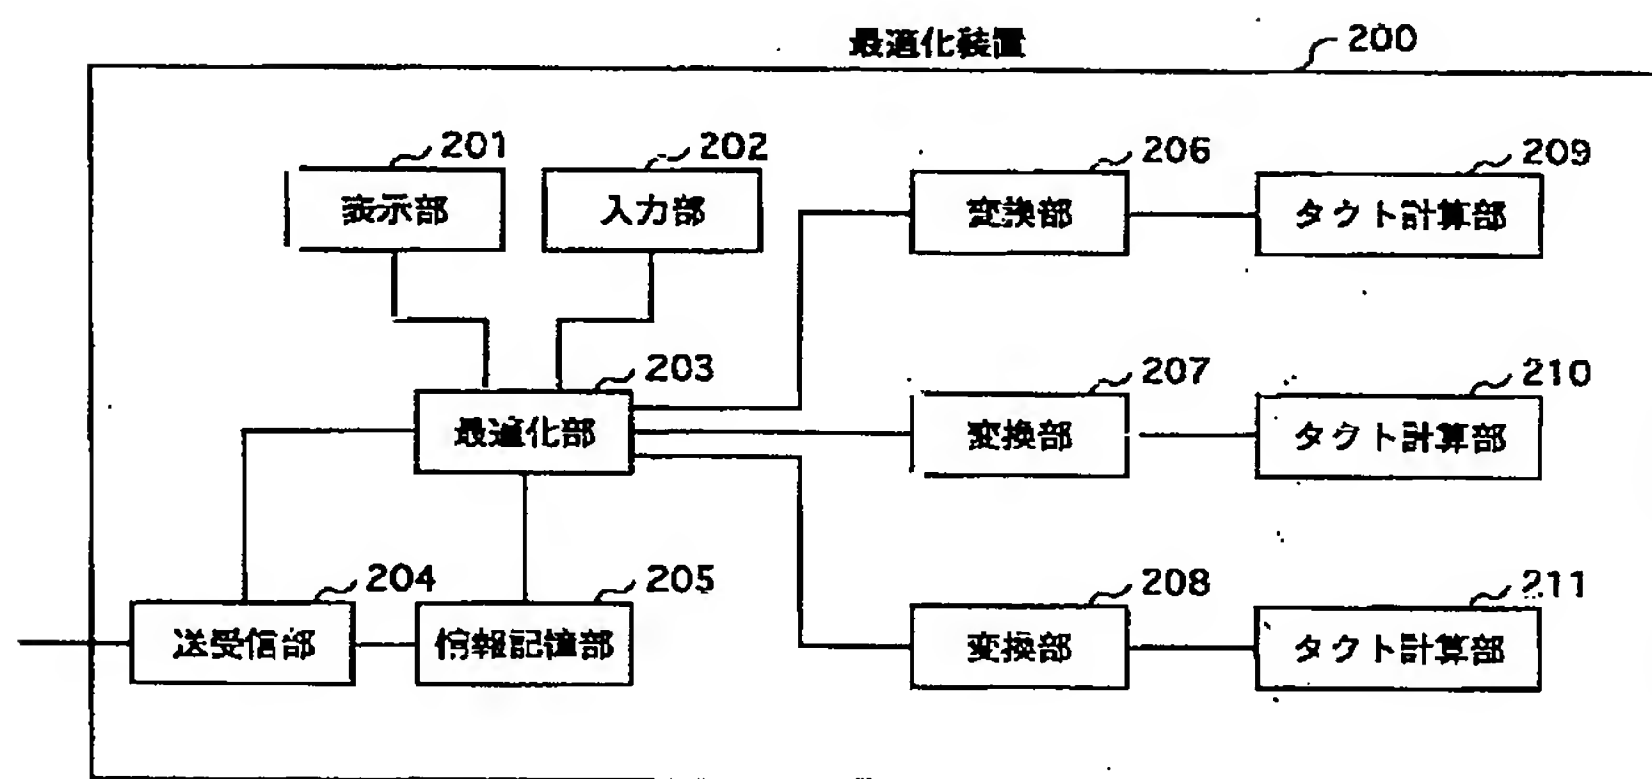 最適化装置
200
201
202
206
209
表示部
入力部
変換部
タクト計算部
203
207
210
最適化部
変換部
タクト計算部
204
205
208
211
送受信部
情報記憶部
変換部
タクト計算部